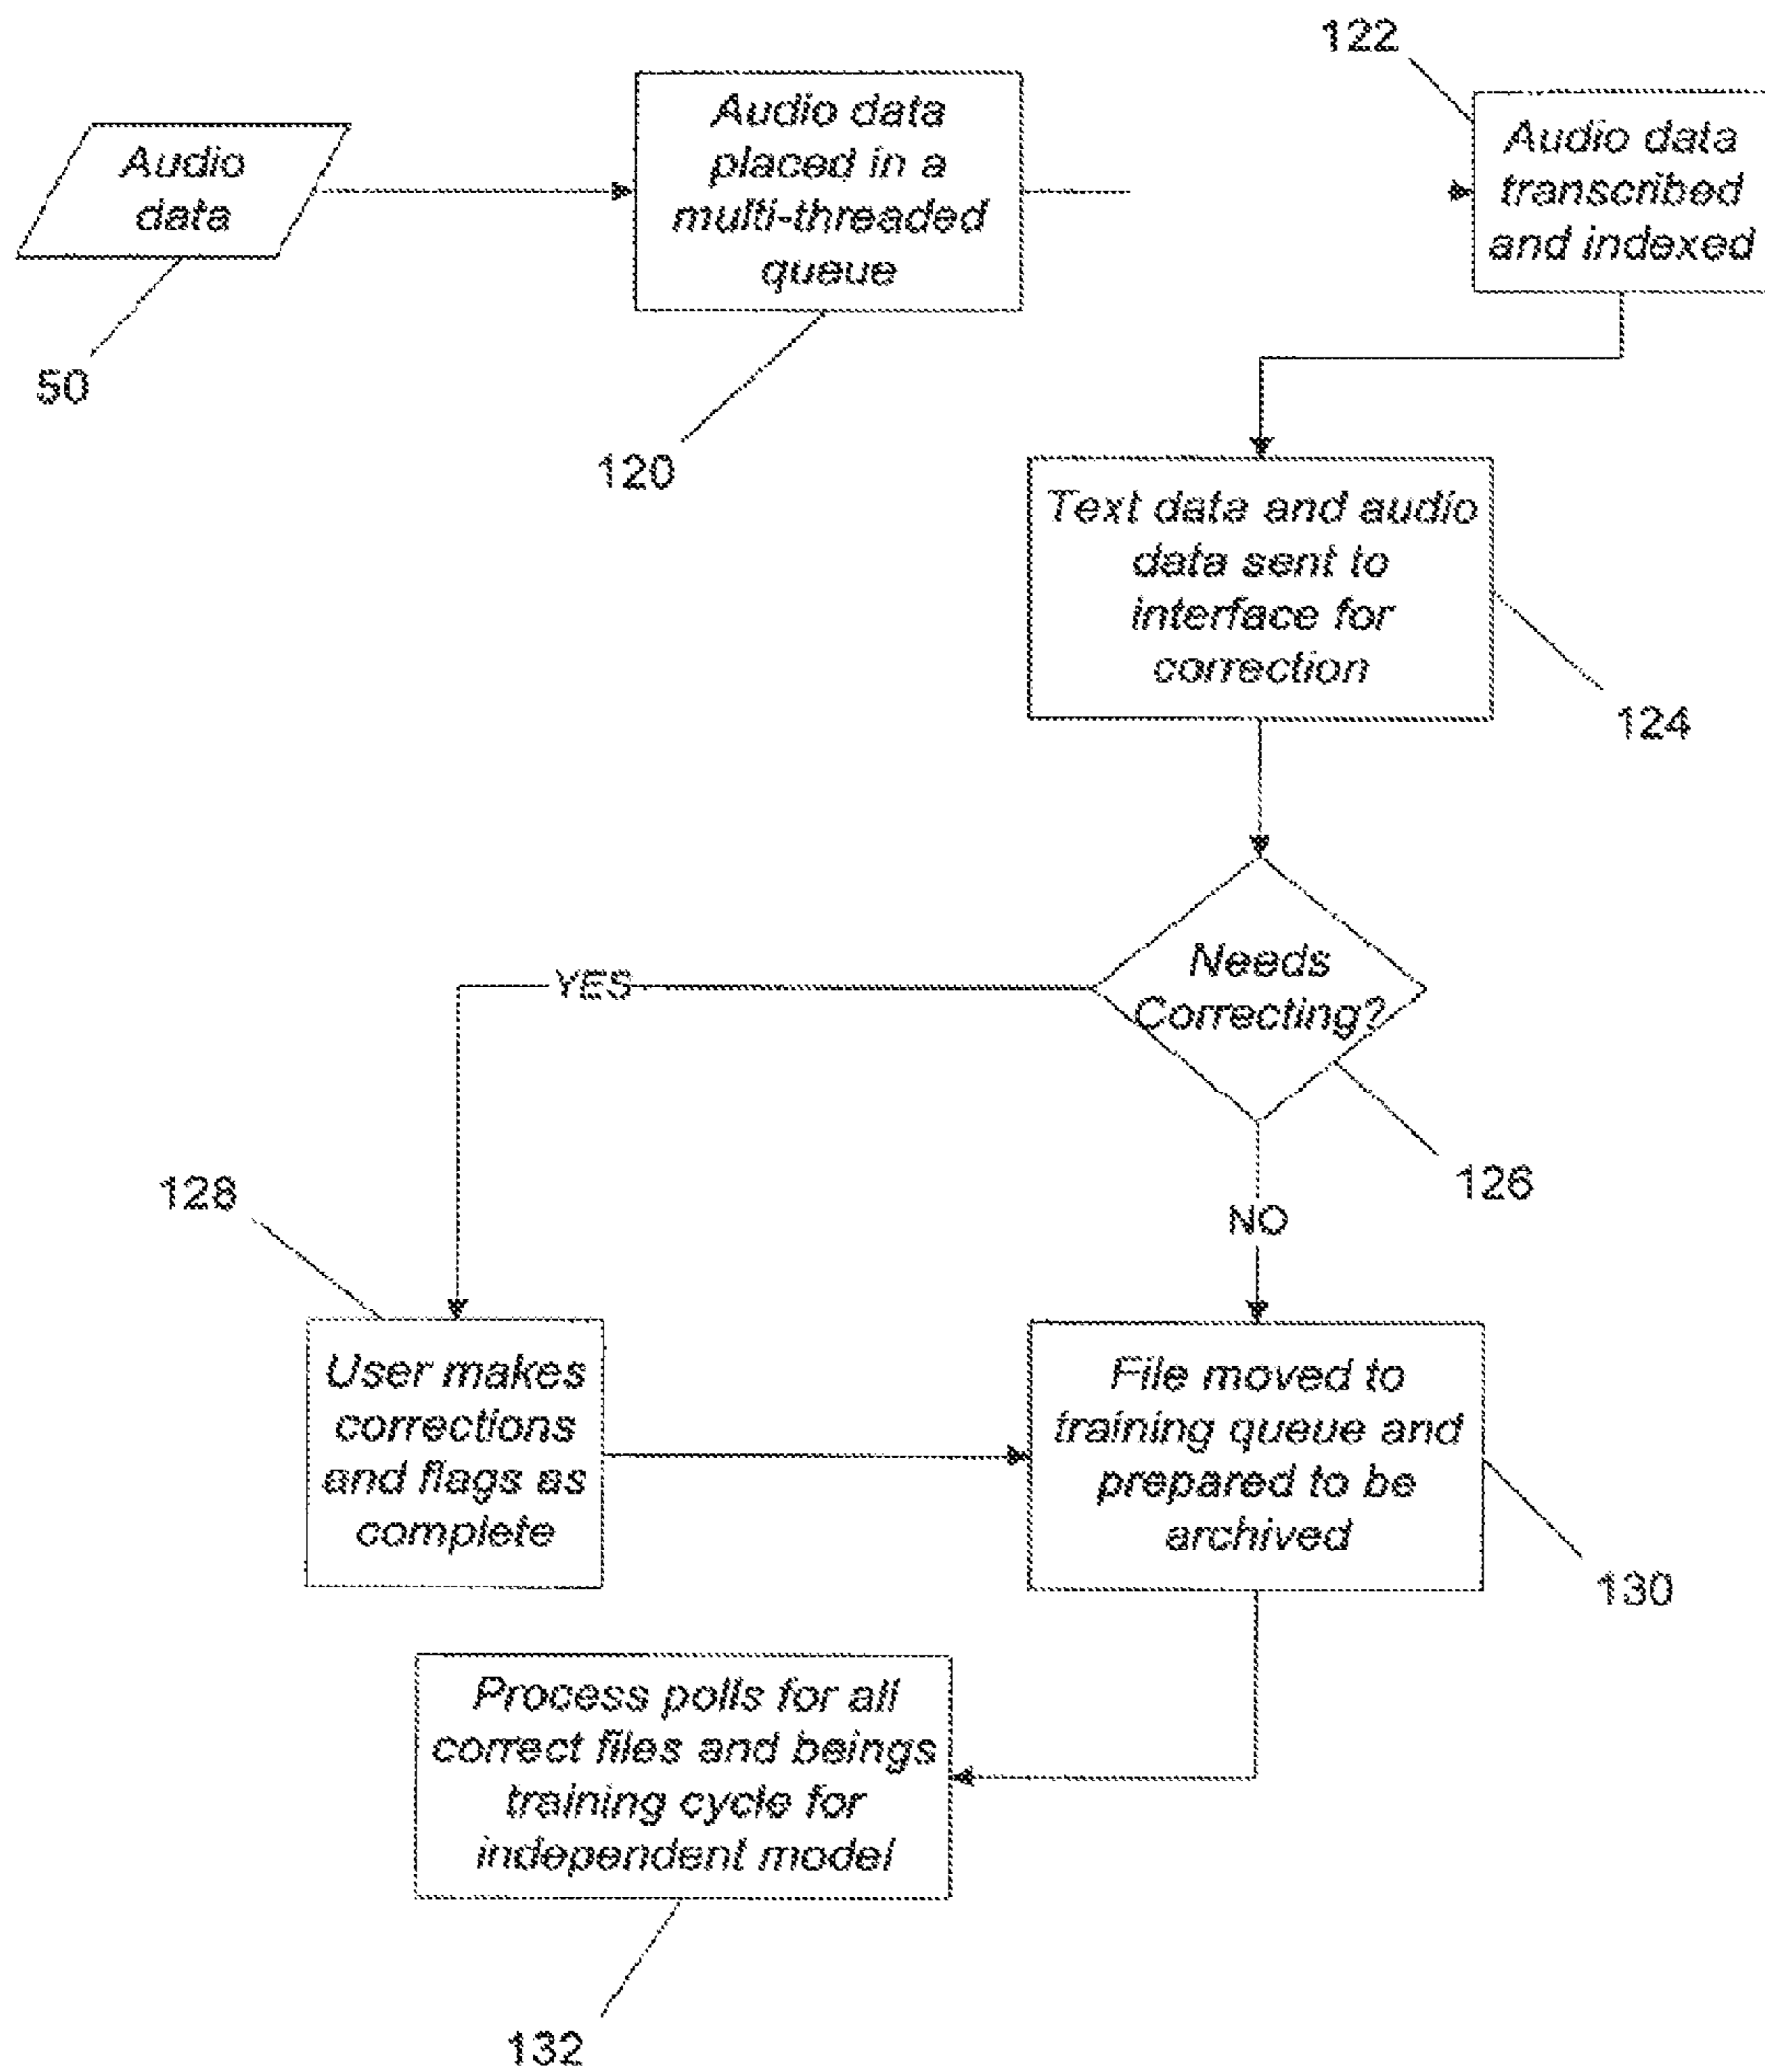 122
Audio
data
Audio data
placed in a
multi-threaded
queue
Audio data
transcribed
and indexed
50
120
Text data and audio
data sent to
interface for
correction
124
Needs
Correcting?
YES
126
NO
128
User makes
corrections
and flags as
complete
File moved to
training queue and
prepared to be
archived
130
Process polls for all
correct files and beings
training cycle for
independent model
132